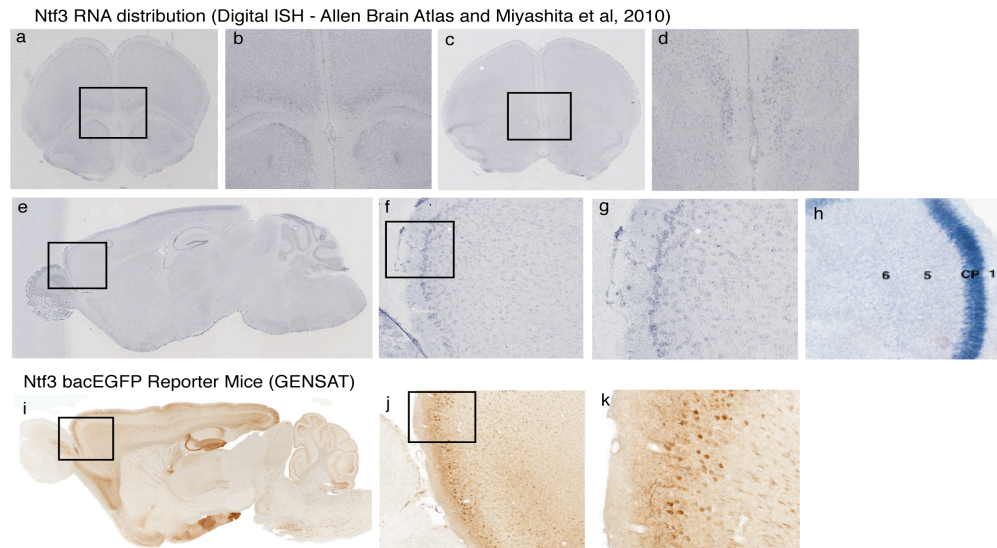 Ntf3 RNA distribution (Digital ISH - Allen Brain Atlas and Miyashita et al, 2010)
a
b
c
d
e
f
g
h
6 5 CP 1
Ntf3 bacEGFP Reporter Mice (GENSAT)
i
j
k